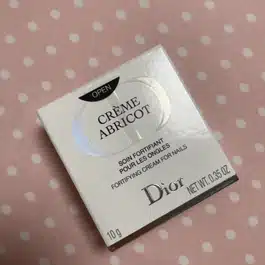 OPEN
CRÈME
ABRICOT
SOIN FORTIFIANT
POUR LES ONGLES
FORTIFYING CREAM FOR NAILS
Dior
10 g
NET WT. 0.35 OZ